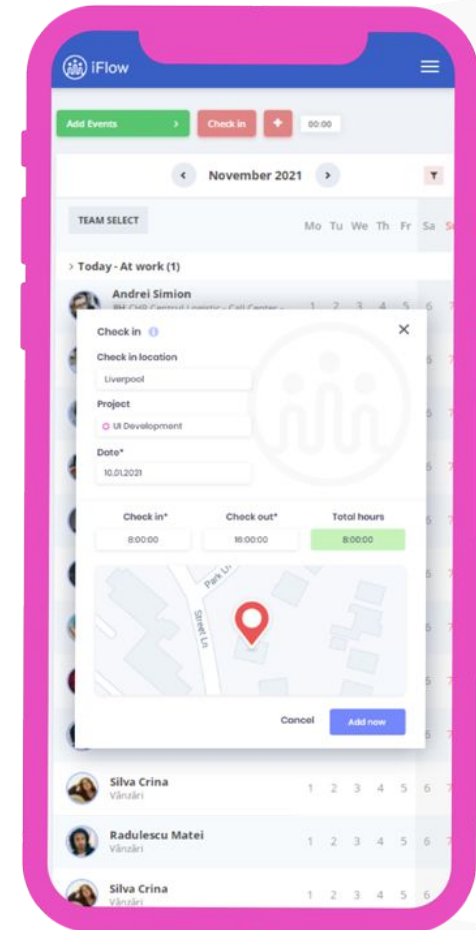 iFlow
Add Events > Check in + 00:00
< November 2021 >
TEAM SELECT Mo Tu We Th Fr Sa
> Today - At work (1)
Andrei Simion
1 2 3 4 5 6 7
Check in
Check in location
Liverpool
Project
UI Development
Date*
10.01.2021
Check in* Check out* Total hours
8:00:00 16:00:00 8:00:00
Park Ln
Street Ln
Cancel Add now
Silva Crina
Vânzări
1 2 3 4 5 6 7
Radulescu Matei
Vânzări
1 2 3 4 5 6 7
Silva Crina
Vânzări
1 2 3 4 5 6